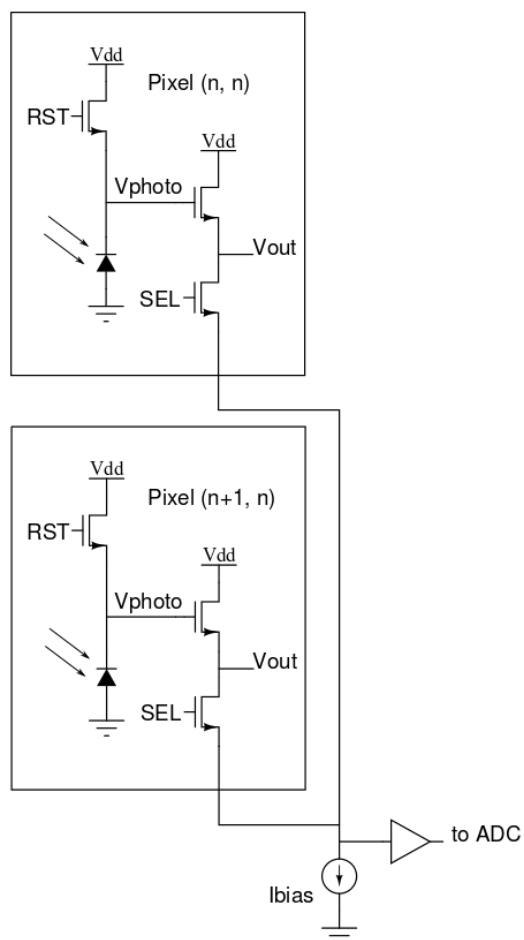 Vdd
Pixel (n, n)
RST
Vdd
Vphoto
Vout
SEL
Vdd
Pixel (n+1, n)
RST
Vdd
Vphoto
Vout
SEL
to ADC
Ibias